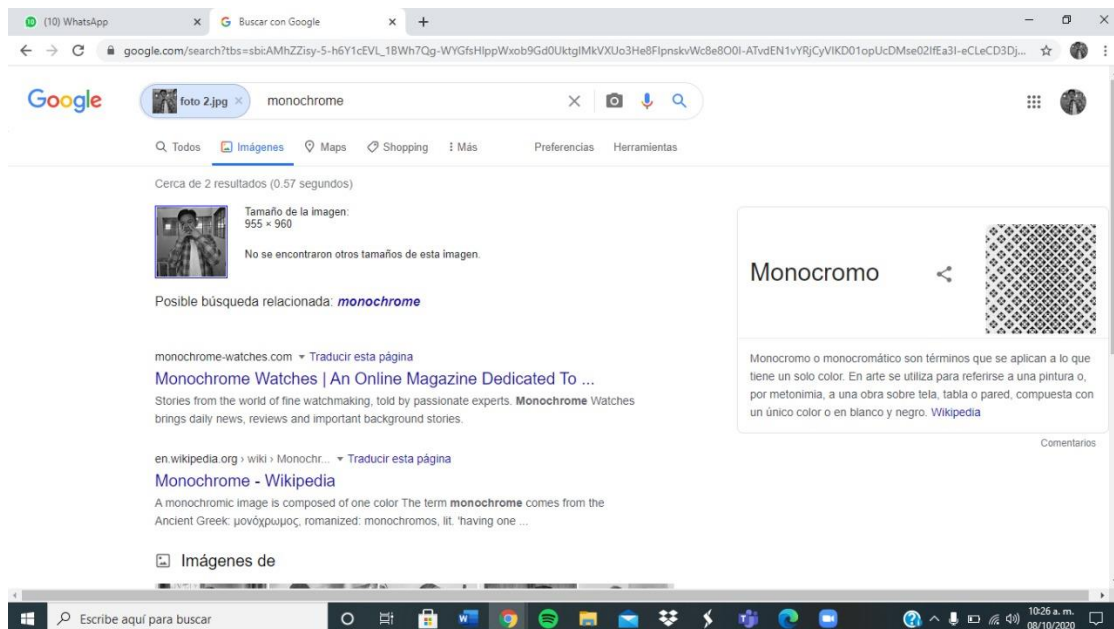 (10) WhatsApp
Buscar con Google
google.com/search?tbs=sbi:
Google
foto 2.jpg
monochrome
Todos
Imágenes
Maps
Shopping
Más
Preferencias
Herramientas
Cerca de 2 resultados (0.57 segundos)
Tamaño de la imagen:
955 × 960
No se encontraron otros tamaños de esta imagen.
Posible búsqueda relacionada: monochrome
monochrome-watches.com
Traducir esta página
Monochrome Watches | An Online Magazine Dedicated To ...
Stories from the world of fine watchmaking, told by passionate experts. Monochrome Watches
brings daily news, reviews and important background stories.
en.wikipedia.org › wiki › Monochr...
Traducir esta página
Monochrome - Wikipedia
A monochromic image is composed of one color The term monochrome comes from the
Ancient Greek: μονόχρωμος, romanized: monochromos, lit. 'having one ...
Imágenes de
Monocromo
Monocromo o monocromático son términos que se aplican a lo que
tiene un solo color. En arte se utiliza para referirse a una pintura o,
por metonimia, a una obra sobre tela, tabla o pared, compuesta con
un único color o en blanco y negro. Wikipedia
Comentarios
Escribe aquí para buscar
10:26 a. m.
08/10/2020